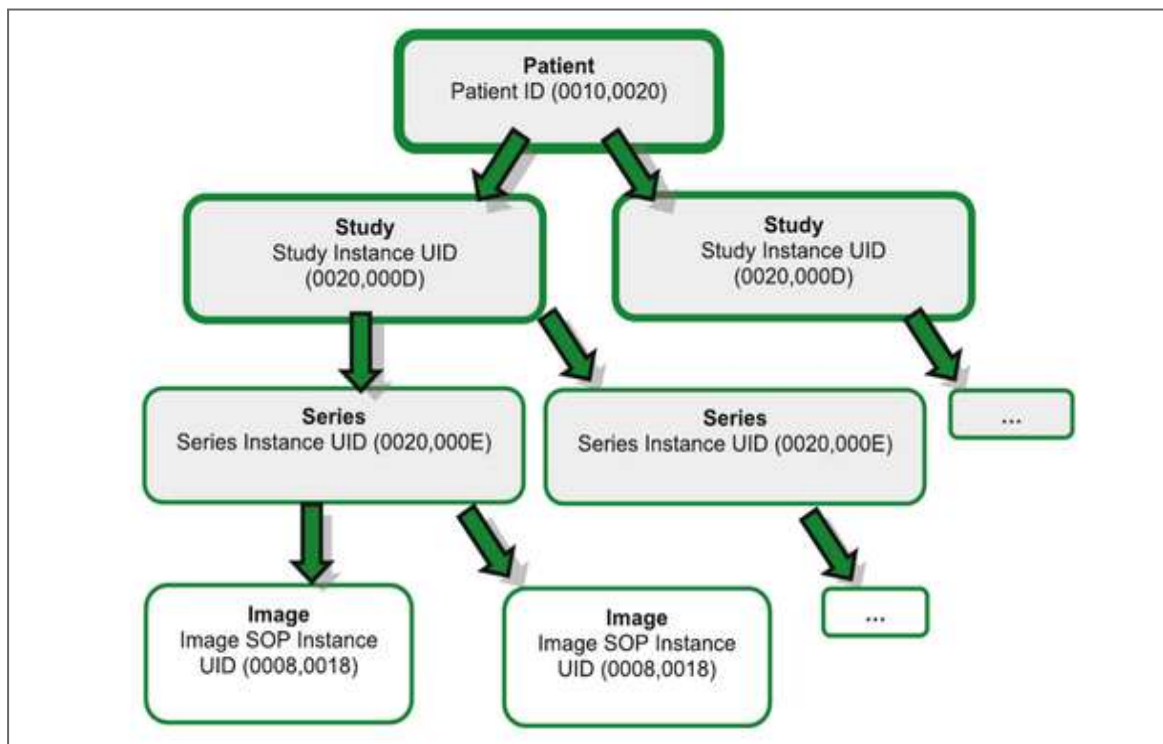 Patient
Patient ID (0010,0020)
Study
Study Instance UID
(0020,000D)
Study
Study Instance UID
(0020,000D)
Series
Series Instance UID (0020,000E)
Series
Series Instance UID (0020,000E)
...
Image
Image SOP Instance
UID (0008,0018)
Image
Image SOP Instance
UID (0008,0018)
...